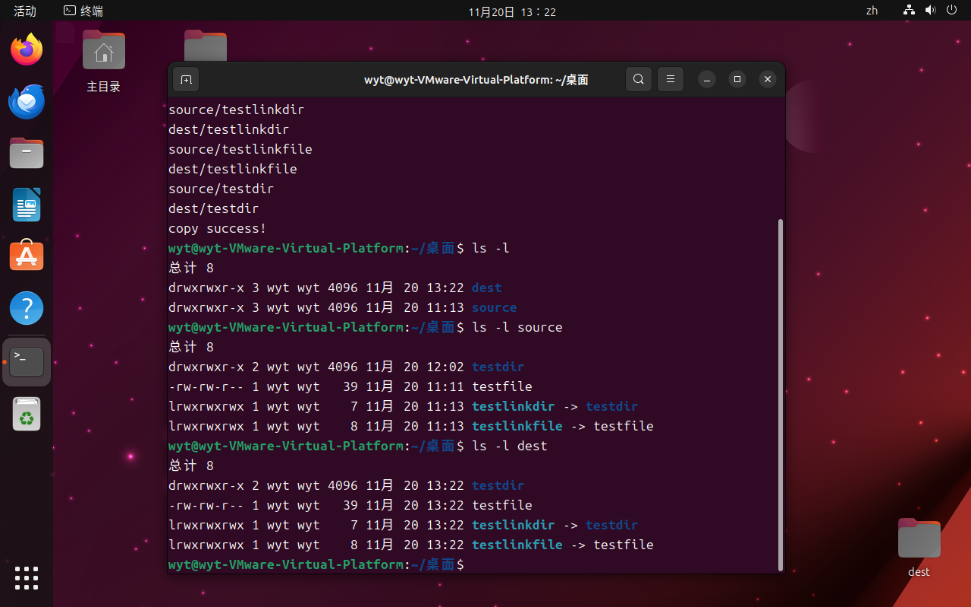 活动 终端 11月20日 13：22 zh
主目录
wyt@wyt-VMware-Virtual-Platform: ~/桌面
source/testlinkdir
dest/testlinkdir
source/testlinkfile
dest/testlinkfile
source/testdir
dest/testdir
copy success!
wyt@wyt-VMware-Virtual-Platform:~/桌面$ ls -l
总计 8
drwxrwxr-x 3 wyt wyt 4096 11月 20 13:22 dest
drwxrwxr-x 3 wyt wyt 4096 11月 20 11:13 source
wyt@wyt-VMware-Virtual-Platform:~/桌面$ ls -l source
总计 8
drwxrwxr-x 2 wyt wyt 4096 11月 20 12:02 testdir
-rw-rw-r-- 1 wyt wyt   39 11月 20 11:11 testfile
lrwxrwxrwx 1 wyt wyt    7 11月 20 11:13 testlinkdir -> testdir
lrwxrwxrwx 1 wyt wyt    8 11月 20 11:13 testlinkfile -> testfile
wyt@wyt-VMware-Virtual-Platform:~/桌面$ ls -l dest
总计 8
drwxrwxr-x 2 wyt wyt 4096 11月 20 13:22 testdir
-rw-rw-r-- 1 wyt wyt   39 11月 20 13:22 testfile
lrwxrwxrwx 1 wyt wyt    7 11月 20 13:22 testlinkdir -> testdir
lrwxrwxrwx 1 wyt wyt    8 11月 20 13:22 testlinkfile -> testfile
wyt@wyt-VMware-Virtual-Platform:~/桌面$
dest